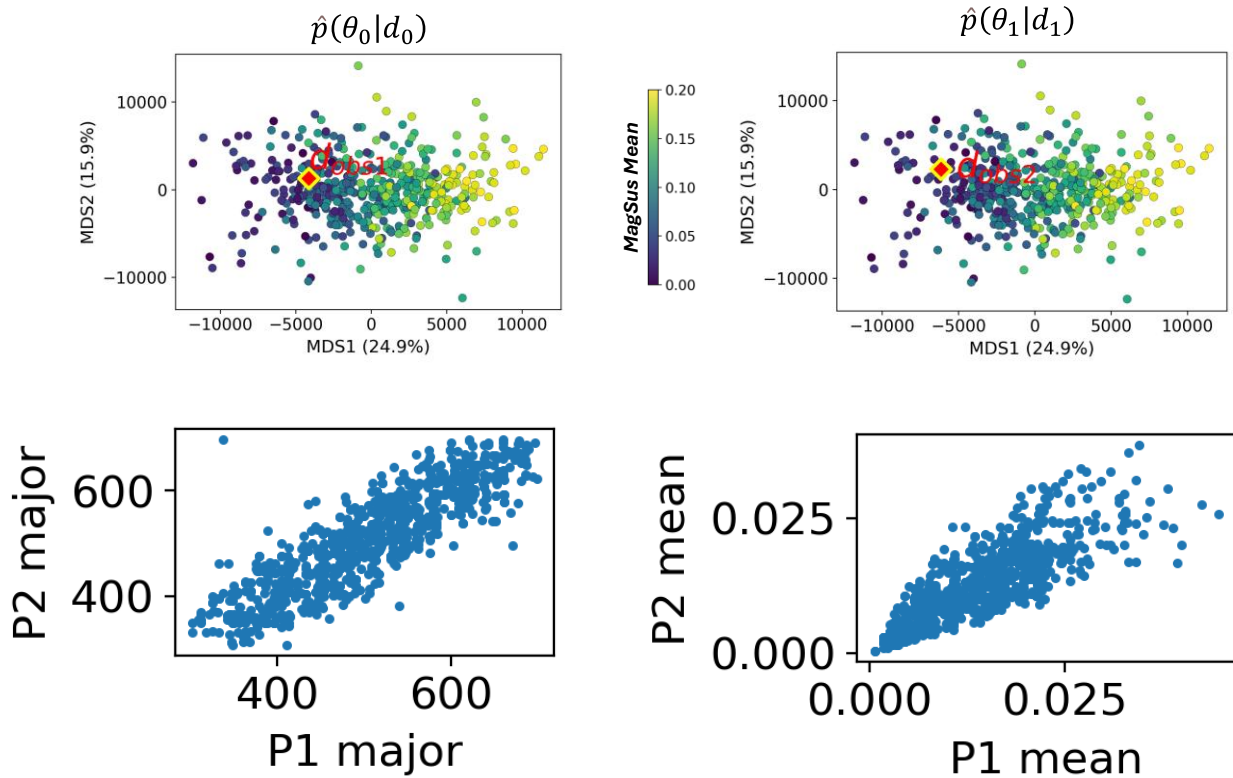 p̂(θ₀|d₀)
p̂(θ₁|d₁)
10000
0
−10000
MDS2 (15.9%)
d_obs1
−10000
−5000
0
5000
10000
MDS1 (24.9%)
MagSus Mean
0.20
0.15
0.10
0.05
0.00
10000
0
−10000
MDS2 (15.9%)
d_obs2
−10000
−5000
0
5000
10000
MDS1 (24.9%)
P2 major
600
400
400
600
P1 major
P2 mean
0.025
0.000
0.000
0.025
P1 mean